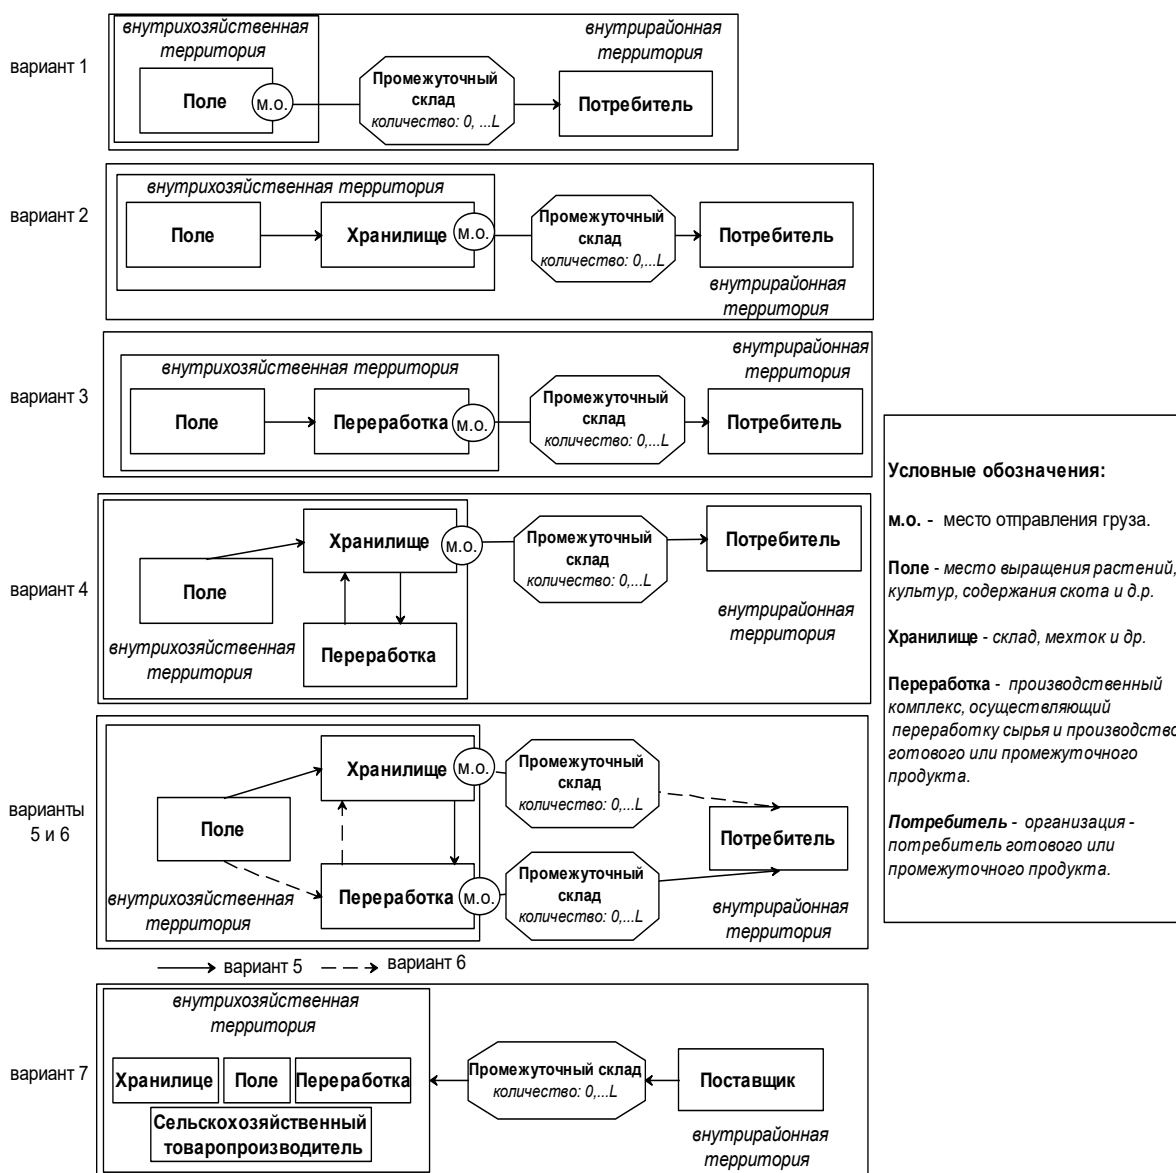 внутрихозяйственная
территория
внутрирайонная
территория
вариант 1
Поле
м.о.
Промежуточный
склад
количество: 0, ...L
Потребитель
внутрихозяйственная территория
вариант 2
Поле
Хранилище
м.о.
Промежуточный
склад
количество: 0,...L
Потребитель
внутрирайонная
территория
внутрирайонная
территория
внутрихозяйственная территория
вариант 3
Поле
Переработка
м.о.
Промежуточный
склад
количество: 0,...L
Потребитель
вариант 4
Хранилище
м.о.
Промежуточный
склад
количество: 0,...L
Потребитель
Поле
Переработка
внутрихозяйственная
территория
внутрирайонная
территория
варианты
5 и 6
Хранилище
м.о.
Промежуточный
склад
количество: 0,...L
Поле
Потребитель
Переработка
м.о.
Промежуточный
склад
количество: 0,...L
внутрихозяйственная
территория
внутрирайонная
территория
вариант 5
вариант 6
внутрихозяйственная
территория
вариант 7
Хранилице
Поле
Переработка
Сельскохозяйственный
товаропроизводитель
Промежуточный склад
количество: 0,...L
Поставщик
внутрирайонная
территория
Условные обозначения:
м.о. - место отправления груза.
Поле - место выращения растений,
культур, содержания скота и д.р.
Хранилище - склад, мехток и др.
Переработка - производственный
комплекс, осуществляющий
переработку сырья и производство
готового или промежуточного
продукта.
Потребитель - организация -
потребитель готового или
промежуточного продукта.